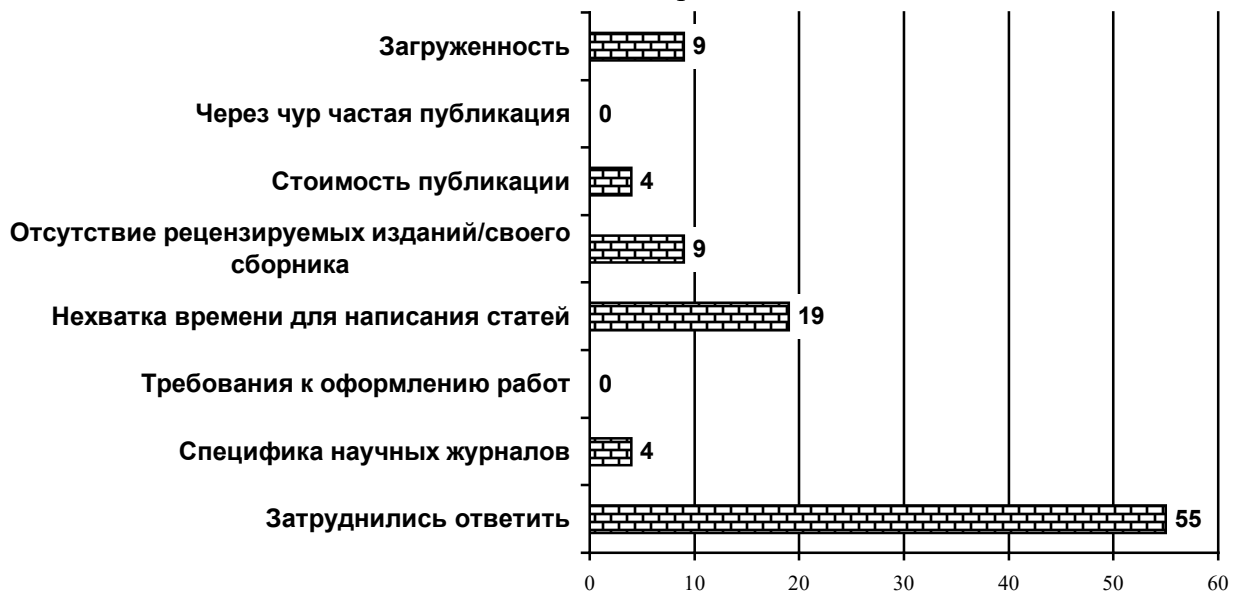 Загруженность 9
Через чур частая публикация 0
Стоимость публикации 4
Отсутствие рецензируемых изданий/своего
сборника 9
Нехватка времени для написания статей 19
Требования к оформлению работ 0
Специфика научных журналов 4
Затруднились ответить 55
0 10 20 30 40 50 60